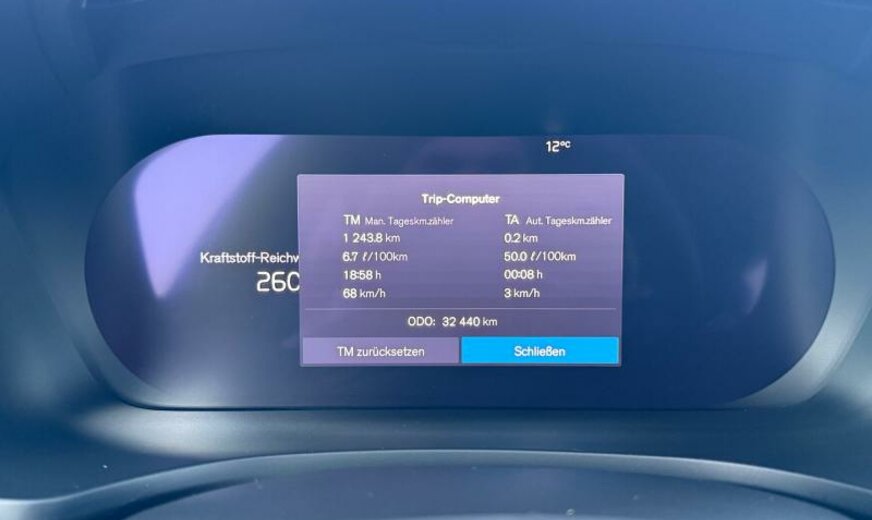 12°C
Trip-Computer
TM Man. Tageskm.zähler
TA Aut. Tageskm.zähler
1 243.8 km
0.2 km
6.7 ℓ/100km
50.0 ℓ/100km
18:58 h
00:08 h
68 km/h
3 km/h
Kraftstoff-Reichw
260
ODO: 32 440 km
TM zurücksetzen
Schließen